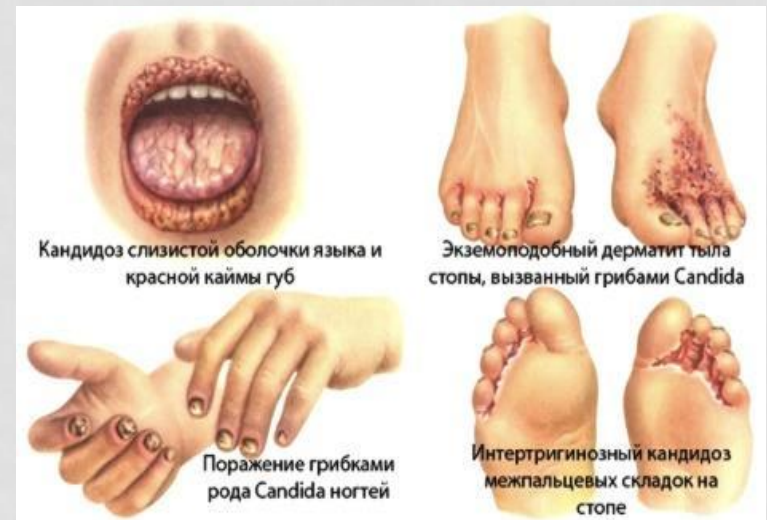 Кандидоз слизистой оболочки языка и
красной каймы губ
Экземоподобный дерматит тыла
стопы, вызванный грибами Candida
Поражение грибками
рода Candida ногтей
Интертригинозный кандидоз
межпальцевых складок на
стопе